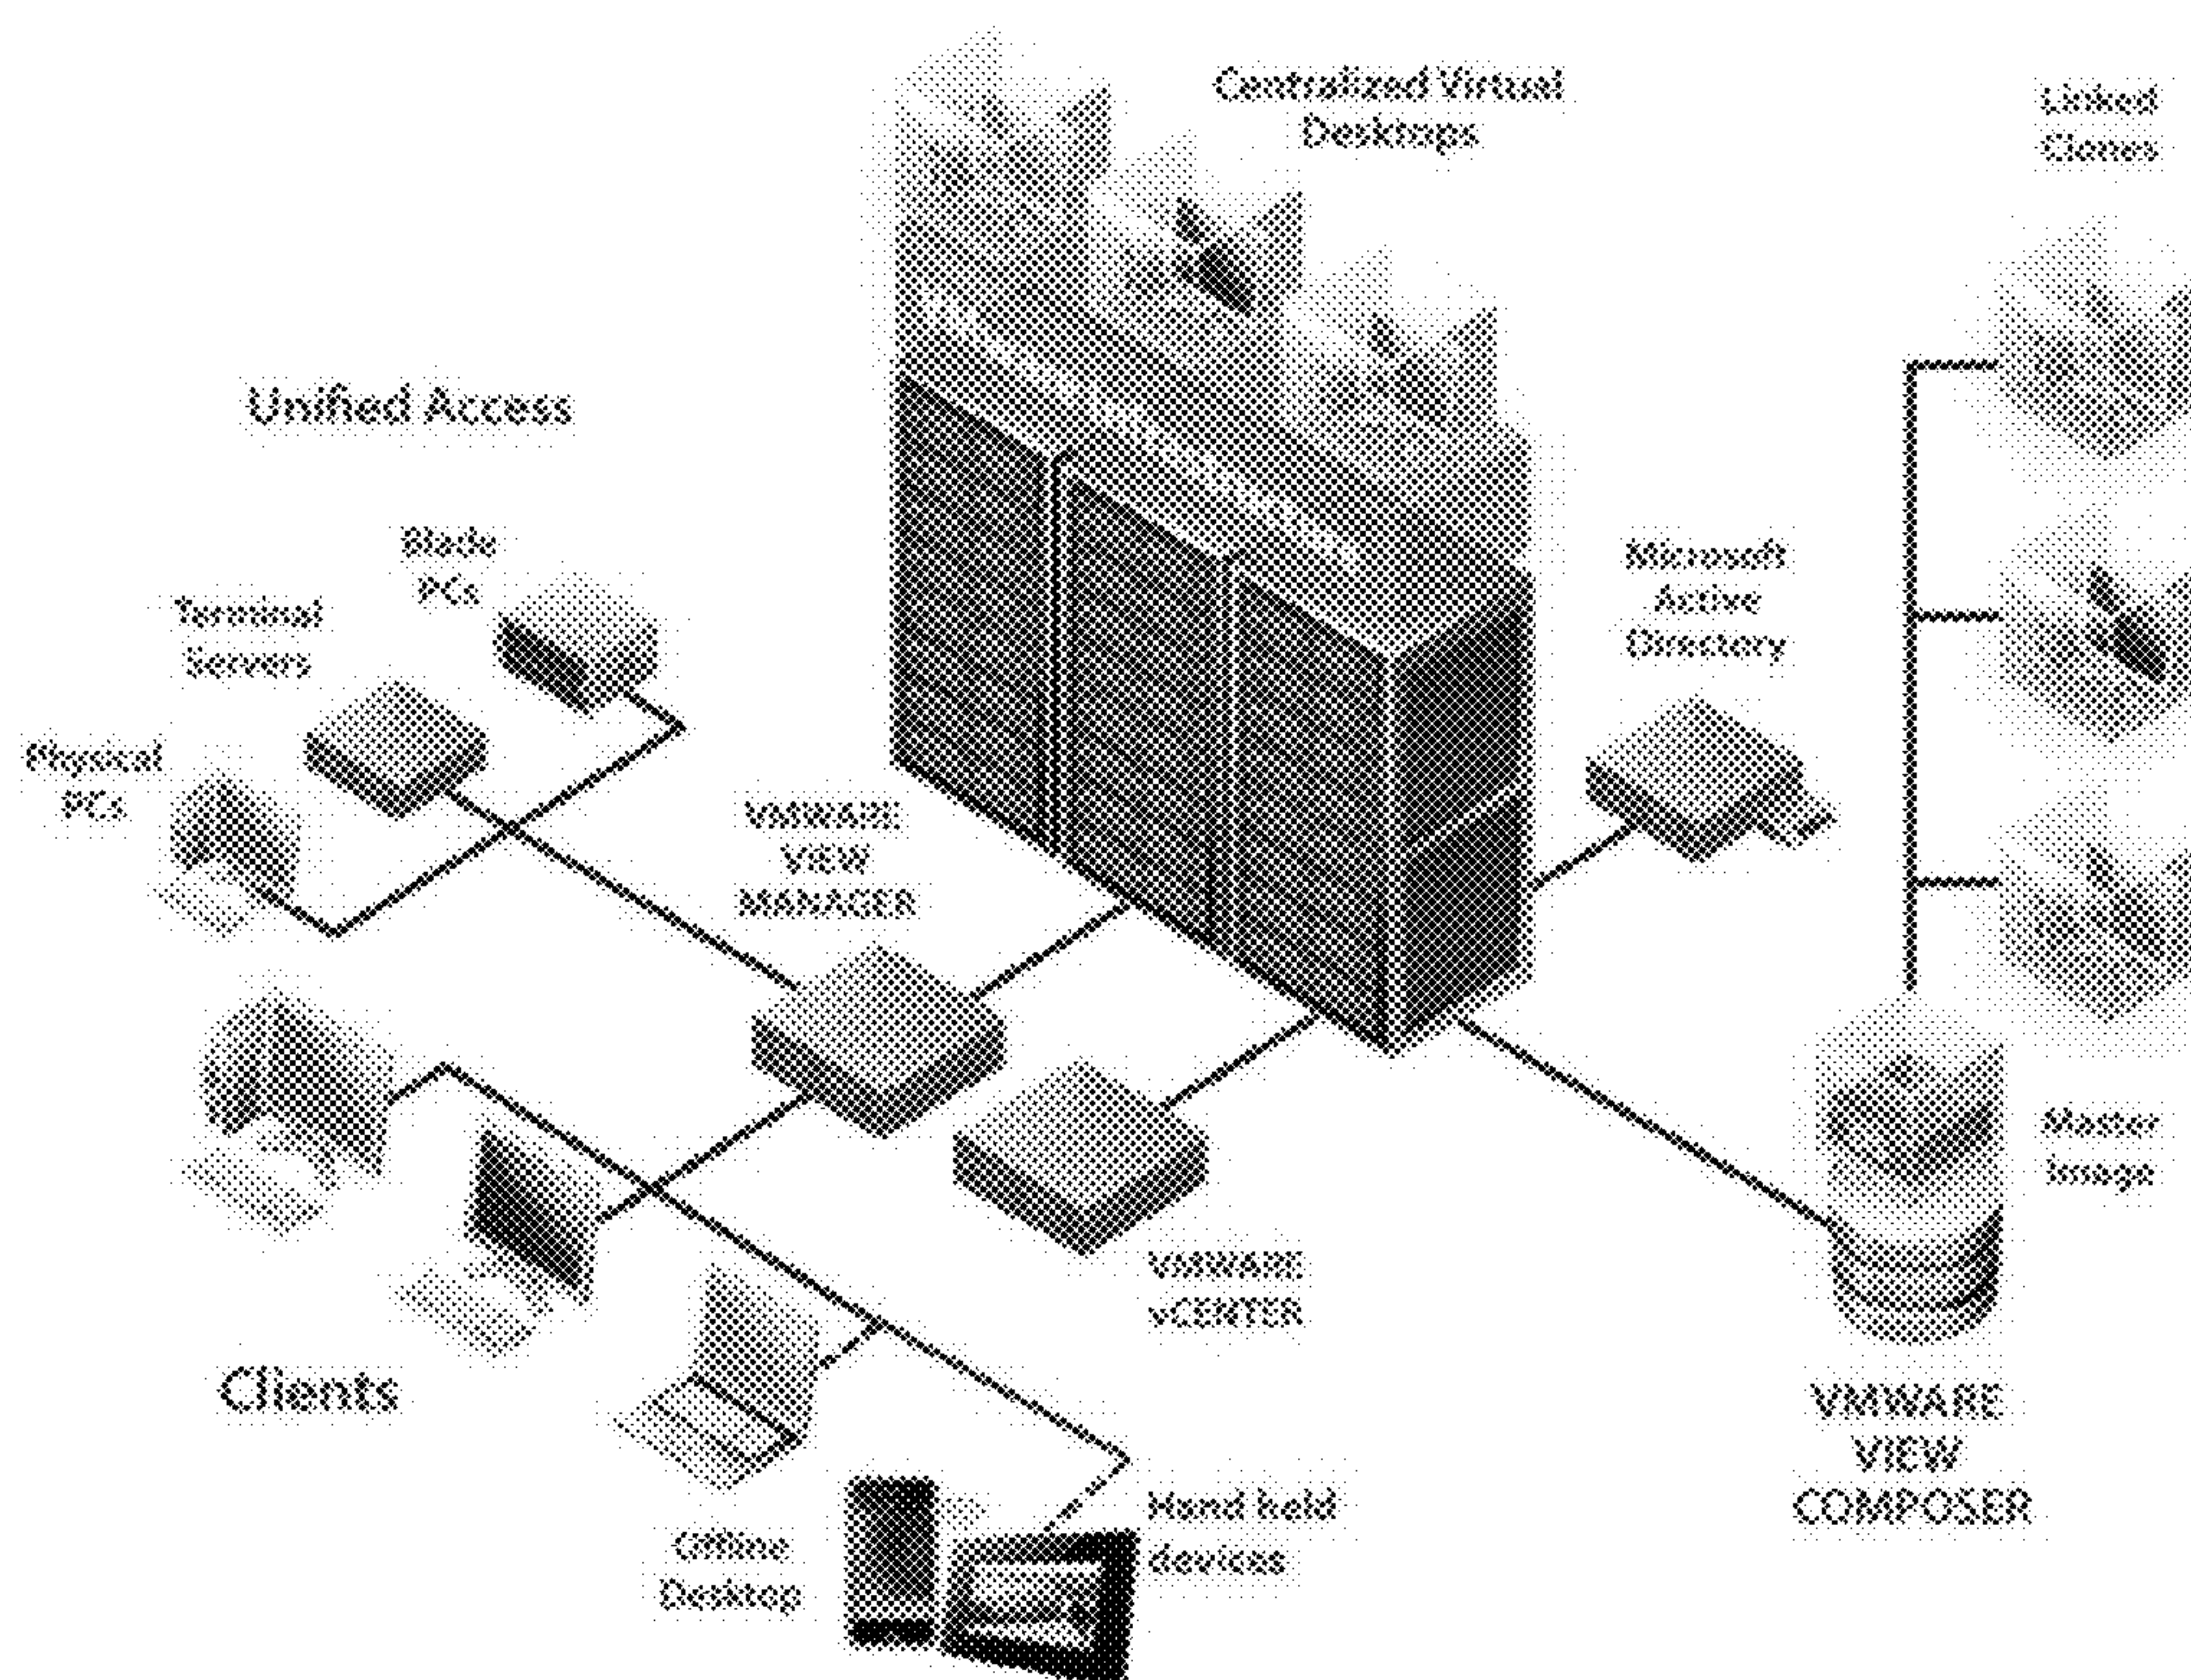 Centralized Virtual
Desktops
Linked
Clones
Unified Access
Blade
PCs
Terminal
Servers
Physical
PCs
Microsoft
Active
Directory
VMWARE
VIEW
MANAGER
Master
Image
VMWARE
vCENTER
Clients
VMWARE
VIEW
COMPOSER
Hand held
devices
Offline
Desktop